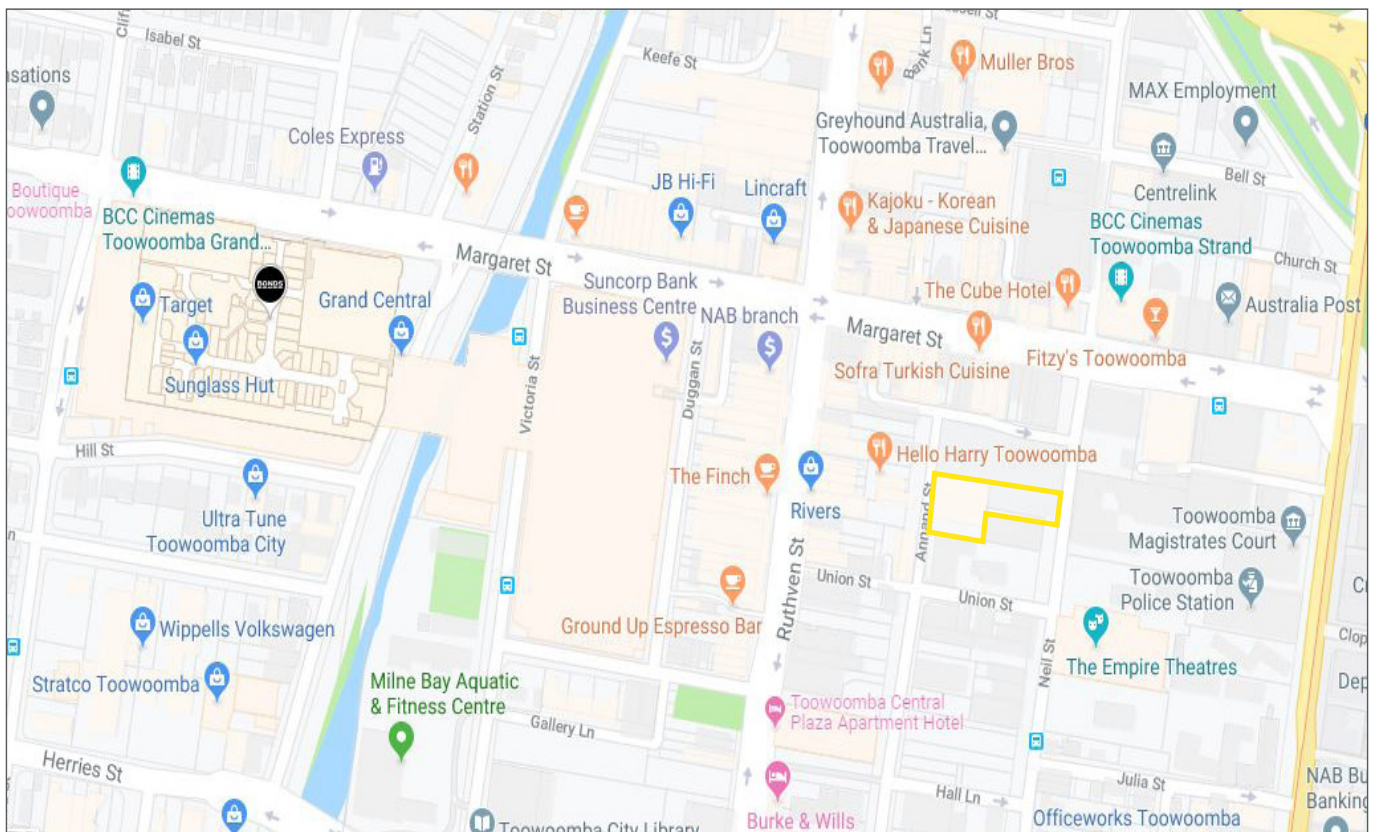 Isabel St
Keefe St
Bank Ln
Muller Bros
MAX Employment
Station St
Coles Express
Greyhound Australia,
Toowoomba Travel...
Bell St
Centrelink
JB Hi-Fi
Lincraft
Kajoku - Korean
& Japanese Cuisine
Boutique
BCC Cinemas
Toowoomba Grand...
BCC Cinemas
Toowoomba Strand
Church St
Margaret St
BONDS
Target
Grand Central
Suncorp Bank
Business Centre
NAB branch
The Cube Hotel
Australia Post
Margaret St
Fitzy's Toowoomba
Sofra Turkish Cuisine
Sunglass Hut
Victoria St
Duggan St
Hill St
The Finch
Rivers
Hello Harry Toowoomba
Annand St
Ultra Tune
Toowoomba City
Toowoomba
Magistrates Court
Union St
Union St
Toowoomba
Police Station
Ruthven St
Wippells Volkswagen
Ground Up Espresso Bar
The Empire Theatres
Neil St
Stratco Toowoomba
Milne Bay Aquatic
& Fitness Centre
Toowoomba Central
Plaza Apartment Hotel
Gallery Ln
Herries St
Hall Ln
Julia St
NAB Bu
Banking
Toowoomba City Library
Burke & Wills
Officeworks Toowoomba